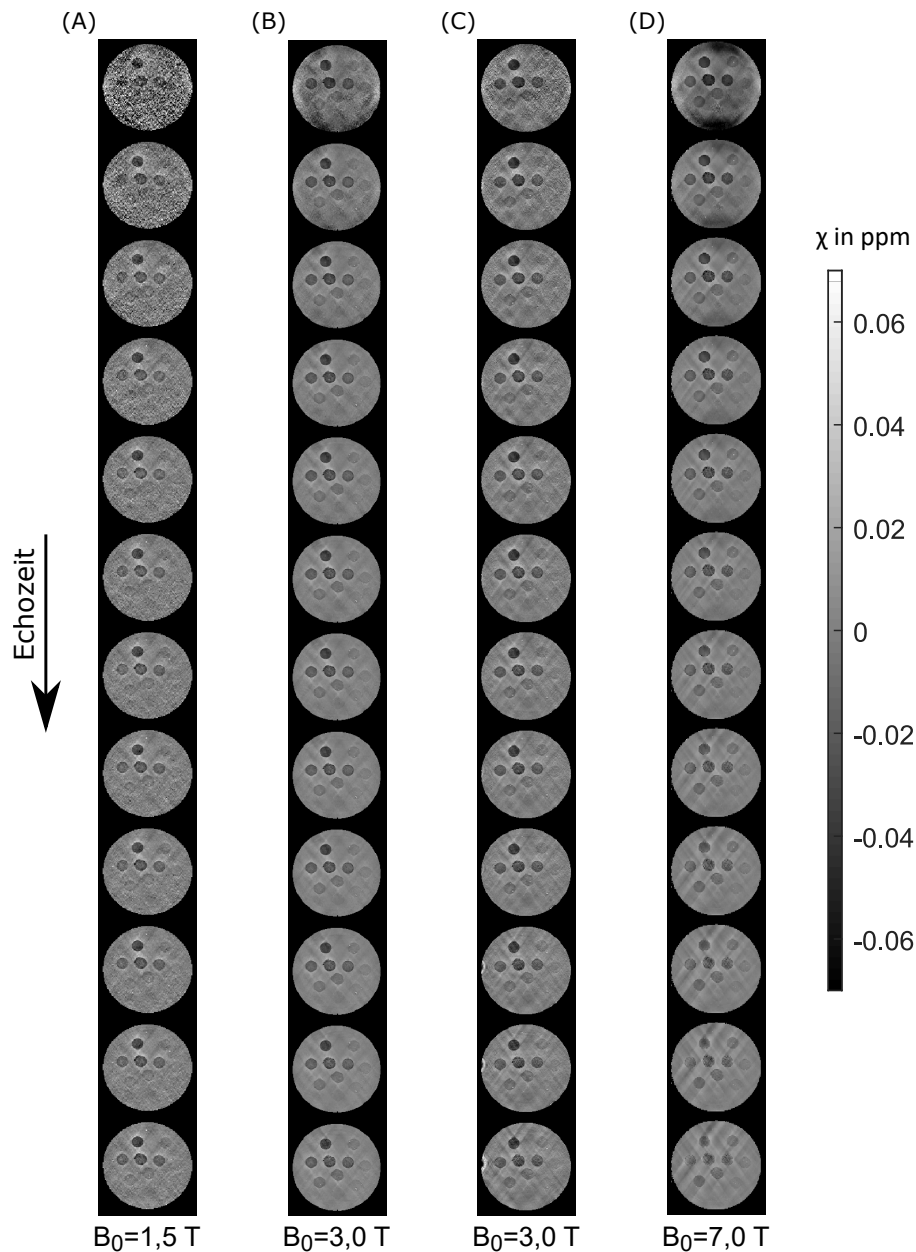 (A)
(B)
(C)
(D)
χ in ppm
0.06
0.04
0.02
0
-0.02
-0.04
-0.06
Echozeit
B₀=1,5 T
B₀=3,0 T
B₀=3,0 T
B₀=7,0 T